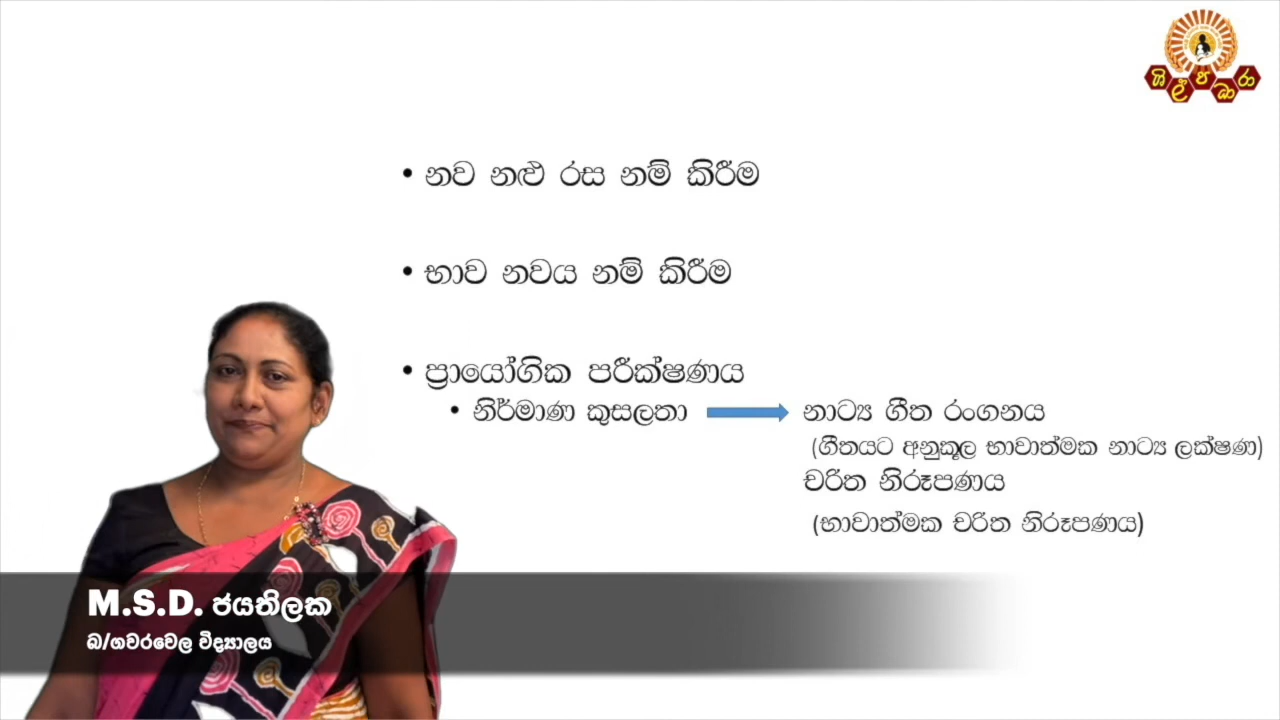 ශිල්පධාරා
• නව නළු රස නම් කිරීම
• භාව නවය නම් කිරීම
• ප්‍රායෝගික පරීක්ෂණය
• නිර්මාණ කුසලතා නාට්‍ය ගීත රංගනය
(ගීතයට අනුකූල භාවාත්මක නාට්‍ය ලක්ෂණ)
චරිත නිරූපණය
(භාවාත්මක චරිත නිරූපණය)
M.S.D. ජයතිලක
බ/ගවරවෙල විද්‍යාලය